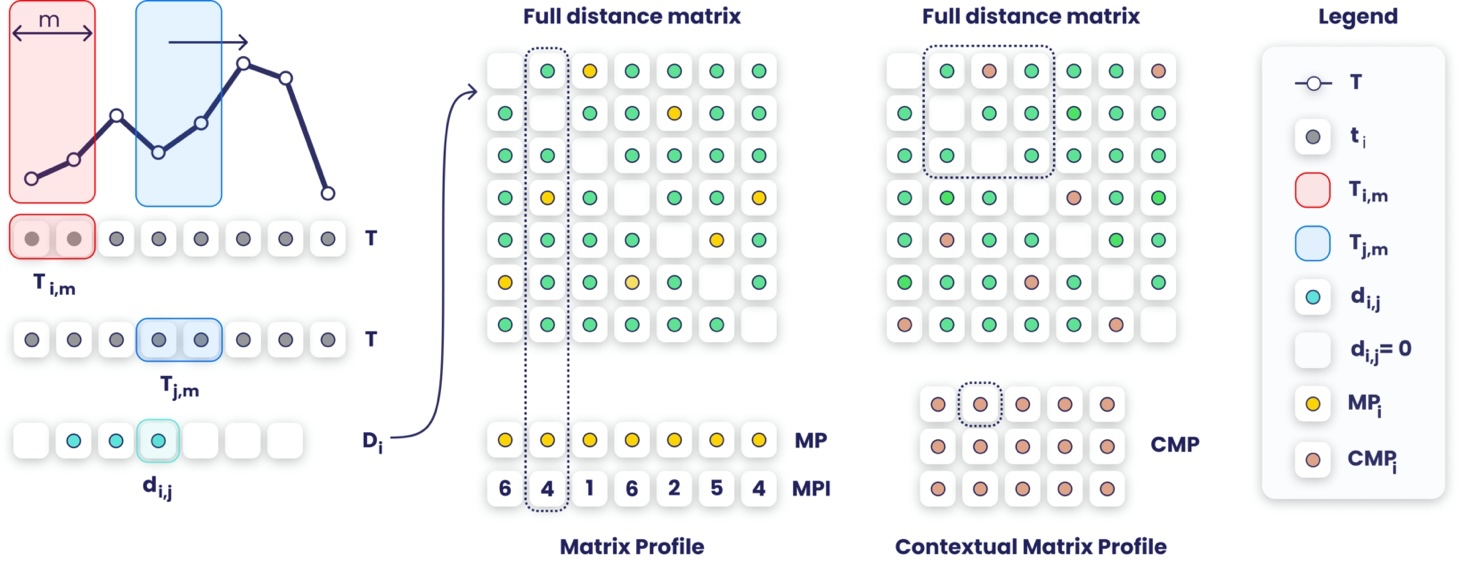 m
T
T i,m
T
T j,m
D i
d i,j
Full distance matrix
MP
6 4 1 6 2 5 4 MPI
Matrix Profile
Full distance matrix
CMP
Contextual Matrix Profile
Legend
T
t i
T i,m
T j,m
d i,j
d i,j = 0
MP i
CMP i